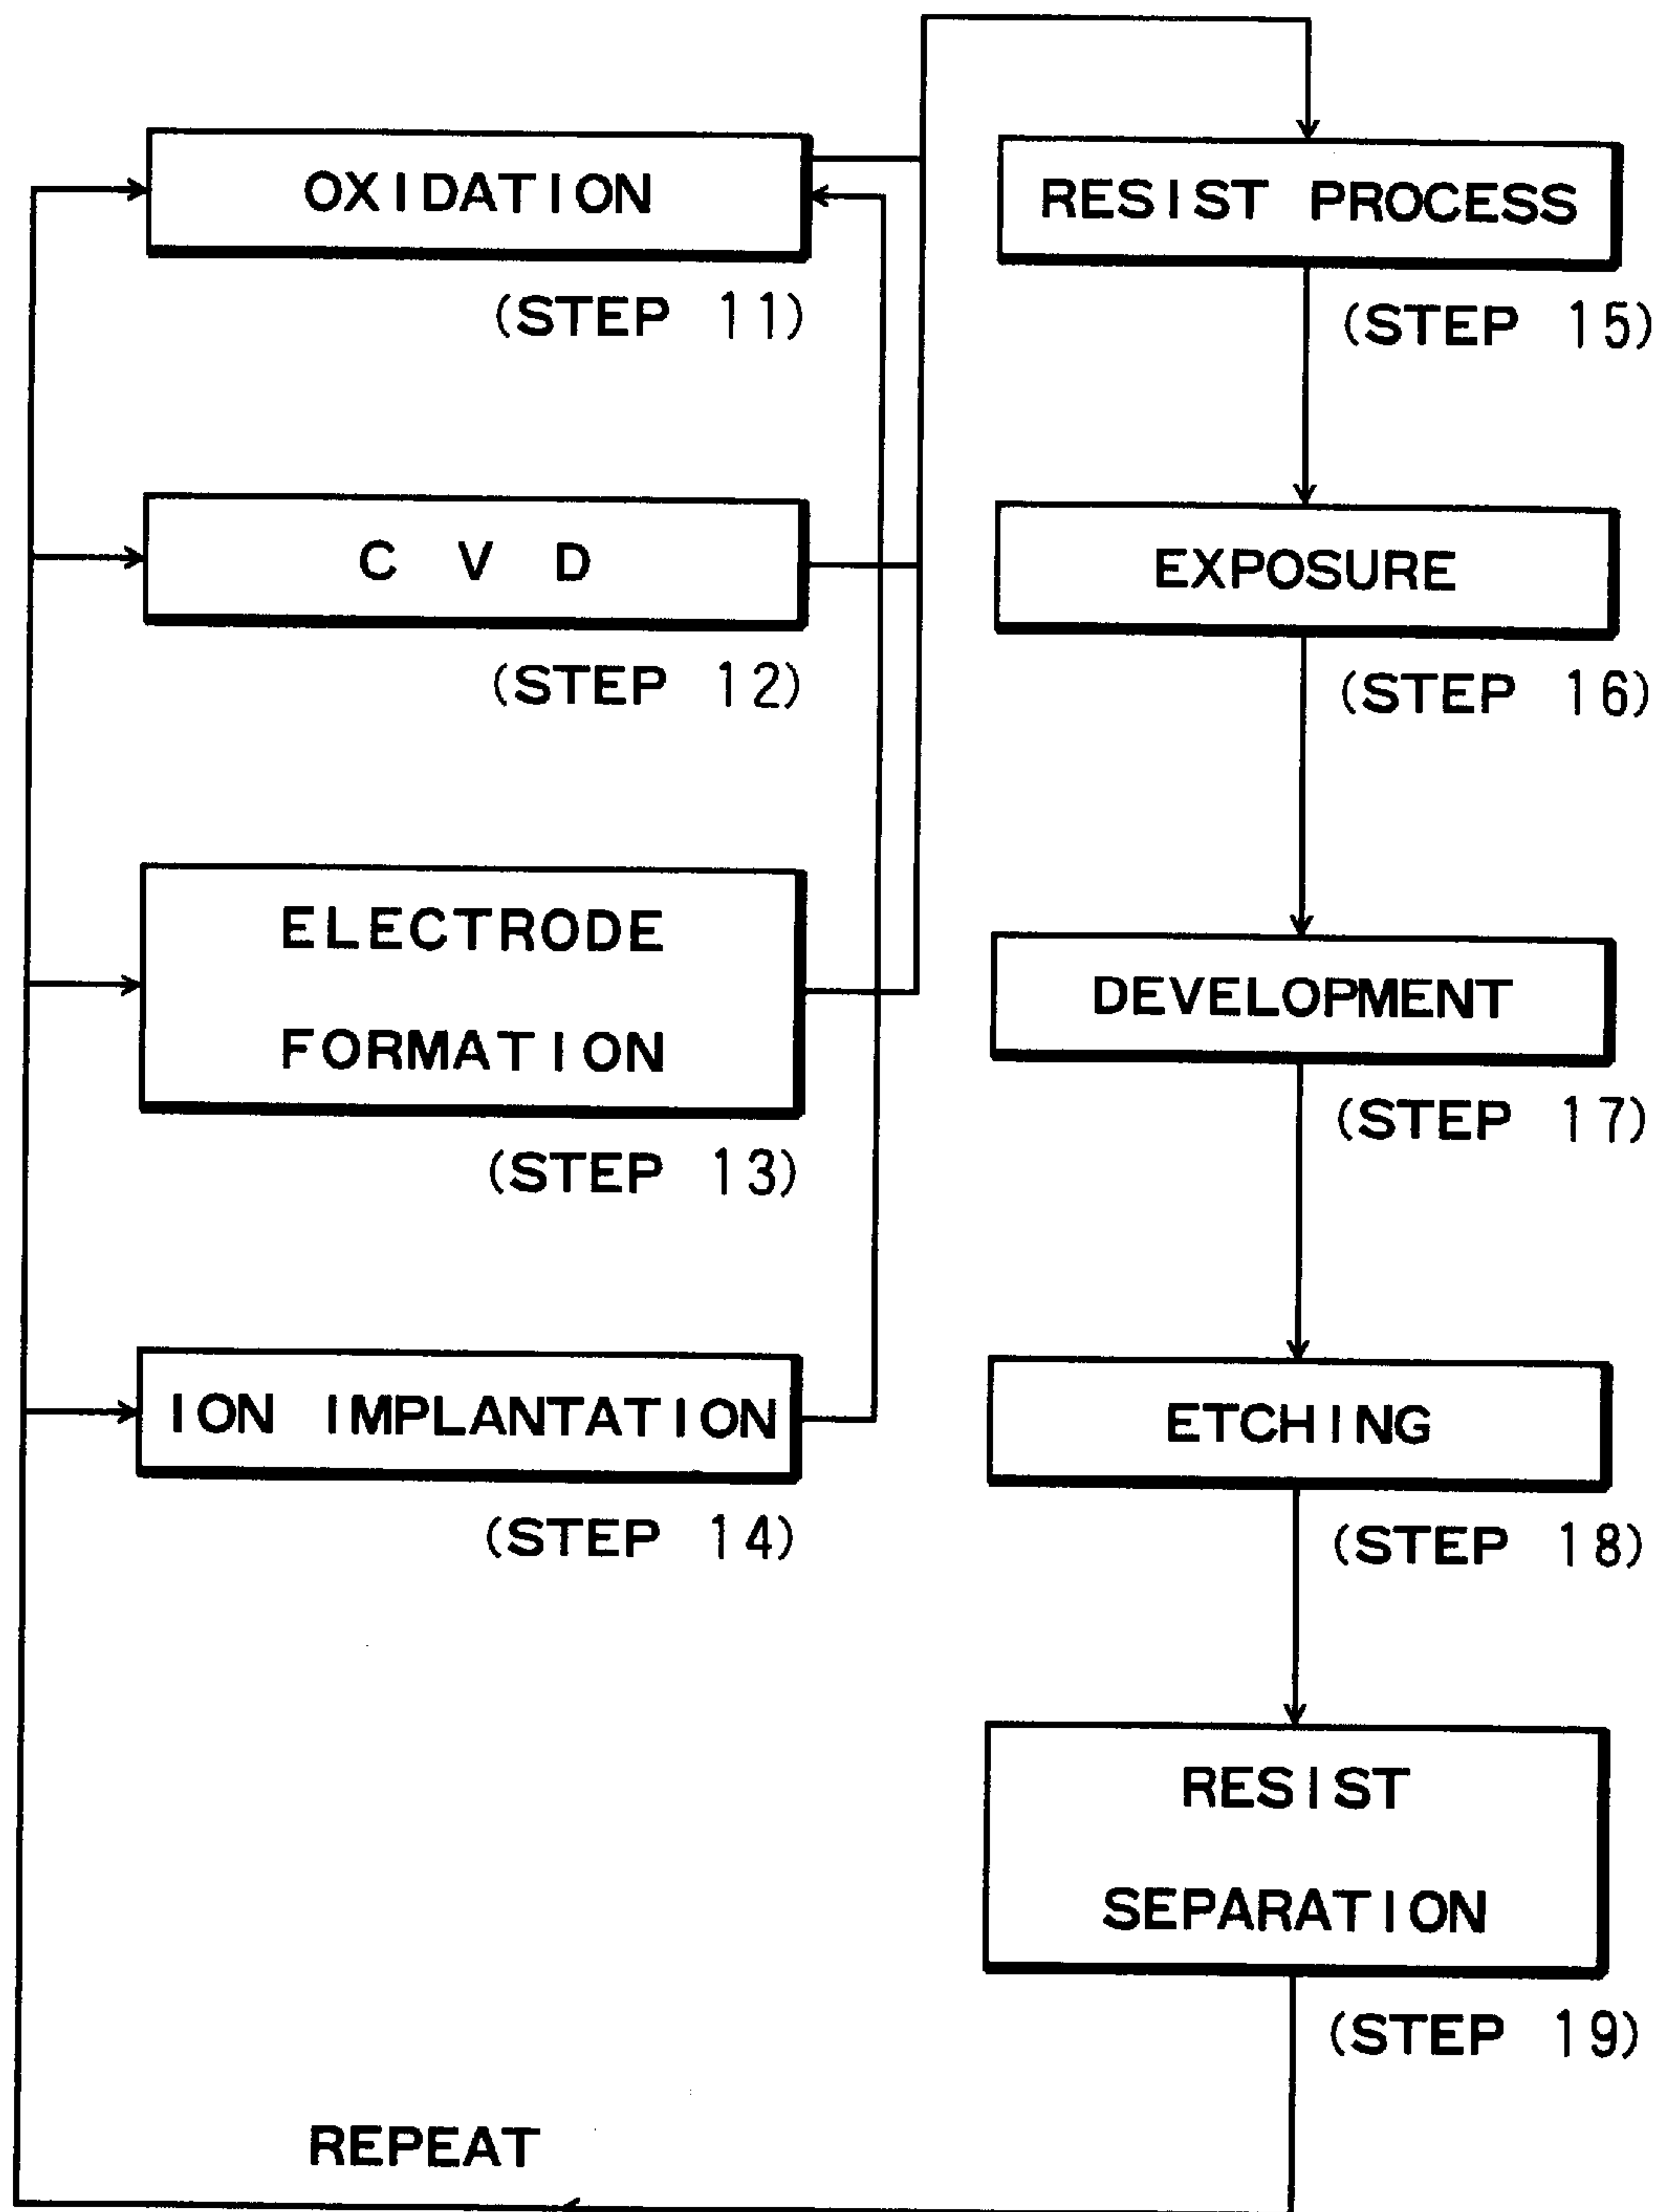 OXIDATION
(STEP 11)
C V D
(STEP 12)
ELECTRODE
FORMATION
(STEP 13)
ION IMPLANTATION
(STEP 14)
RESIST PROCESS
(STEP 15)
EXPOSURE
(STEP 16)
DEVELOPMENT
(STEP 17)
ETCHING
(STEP 18)
RESIST
SEPARATION
(STEP 19)
REPEAT